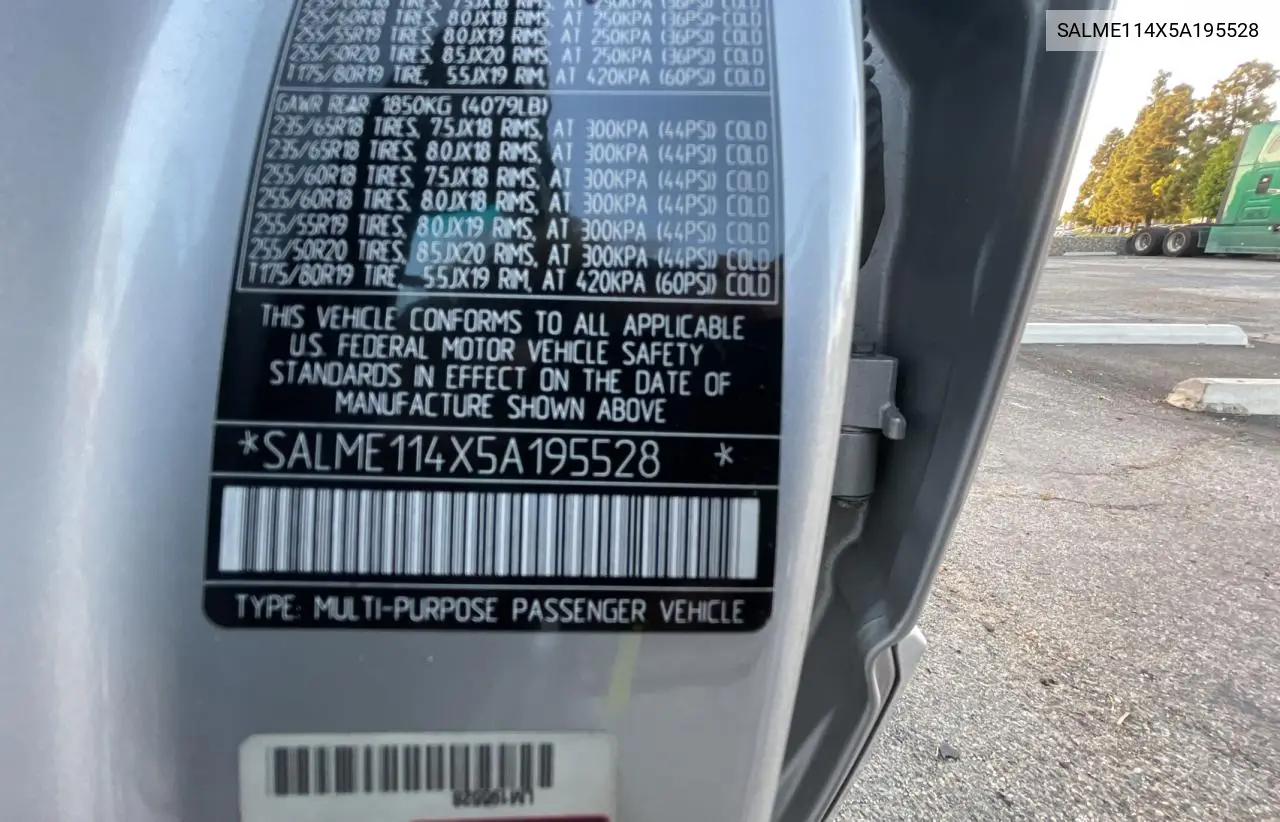 SALME114X5A195528
255/60R18 TIRES, 8.0JX18 RIMS, AT 250KPA (36PSI) COLD
255/55R19 TIRES, 8.0JX19 RIMS, AT 250KPA (36PSI) COLD
255/50R20 TIRES, 8.5JX20 RIMS, AT 250KPA (36PSI) COLD
T175/80R19 TIRE, 5.5JX19 RIM, AT 420KPA (60PSI) COLD
GAWR REAR 1850KG (4079LB)
235/65R18 TIRES, 7.5JX18 RIMS, AT 300KPA (44PSI) COLD
235/65R18 TIRES, 8.0JX18 RIMS, AT 300KPA (44PSI) COLD
255/60R18 TIRES, 7.5JX18 RIMS, AT 300KPA (44PSI) COLD
255/60R18 TIRES, 8.0JX18 RIMS, AT 300KPA (44PSI) COLD
255/55R19 TIRES, 8.0JX19 RIMS, AT 300KPA (44PSI) COLD
255/50R20 TIRES, 8.5JX20 RIMS, AT 300KPA (44PSI) COLD
T175/80R19 TIRE, 5.5JX19 RIM, AT 420KPA (60PSI) COLD
THIS VEHICLE CONFORMS TO ALL APPLICABLE
U.S. FEDERAL MOTOR VEHICLE SAFETY
STANDARDS IN EFFECT ON THE DATE OF
MANUFACTURE SHOWN ABOVE
*SALME114X5A195528 *
TYPE: MULTI-PURPOSE PASSENGER VEHICLE
LM195528